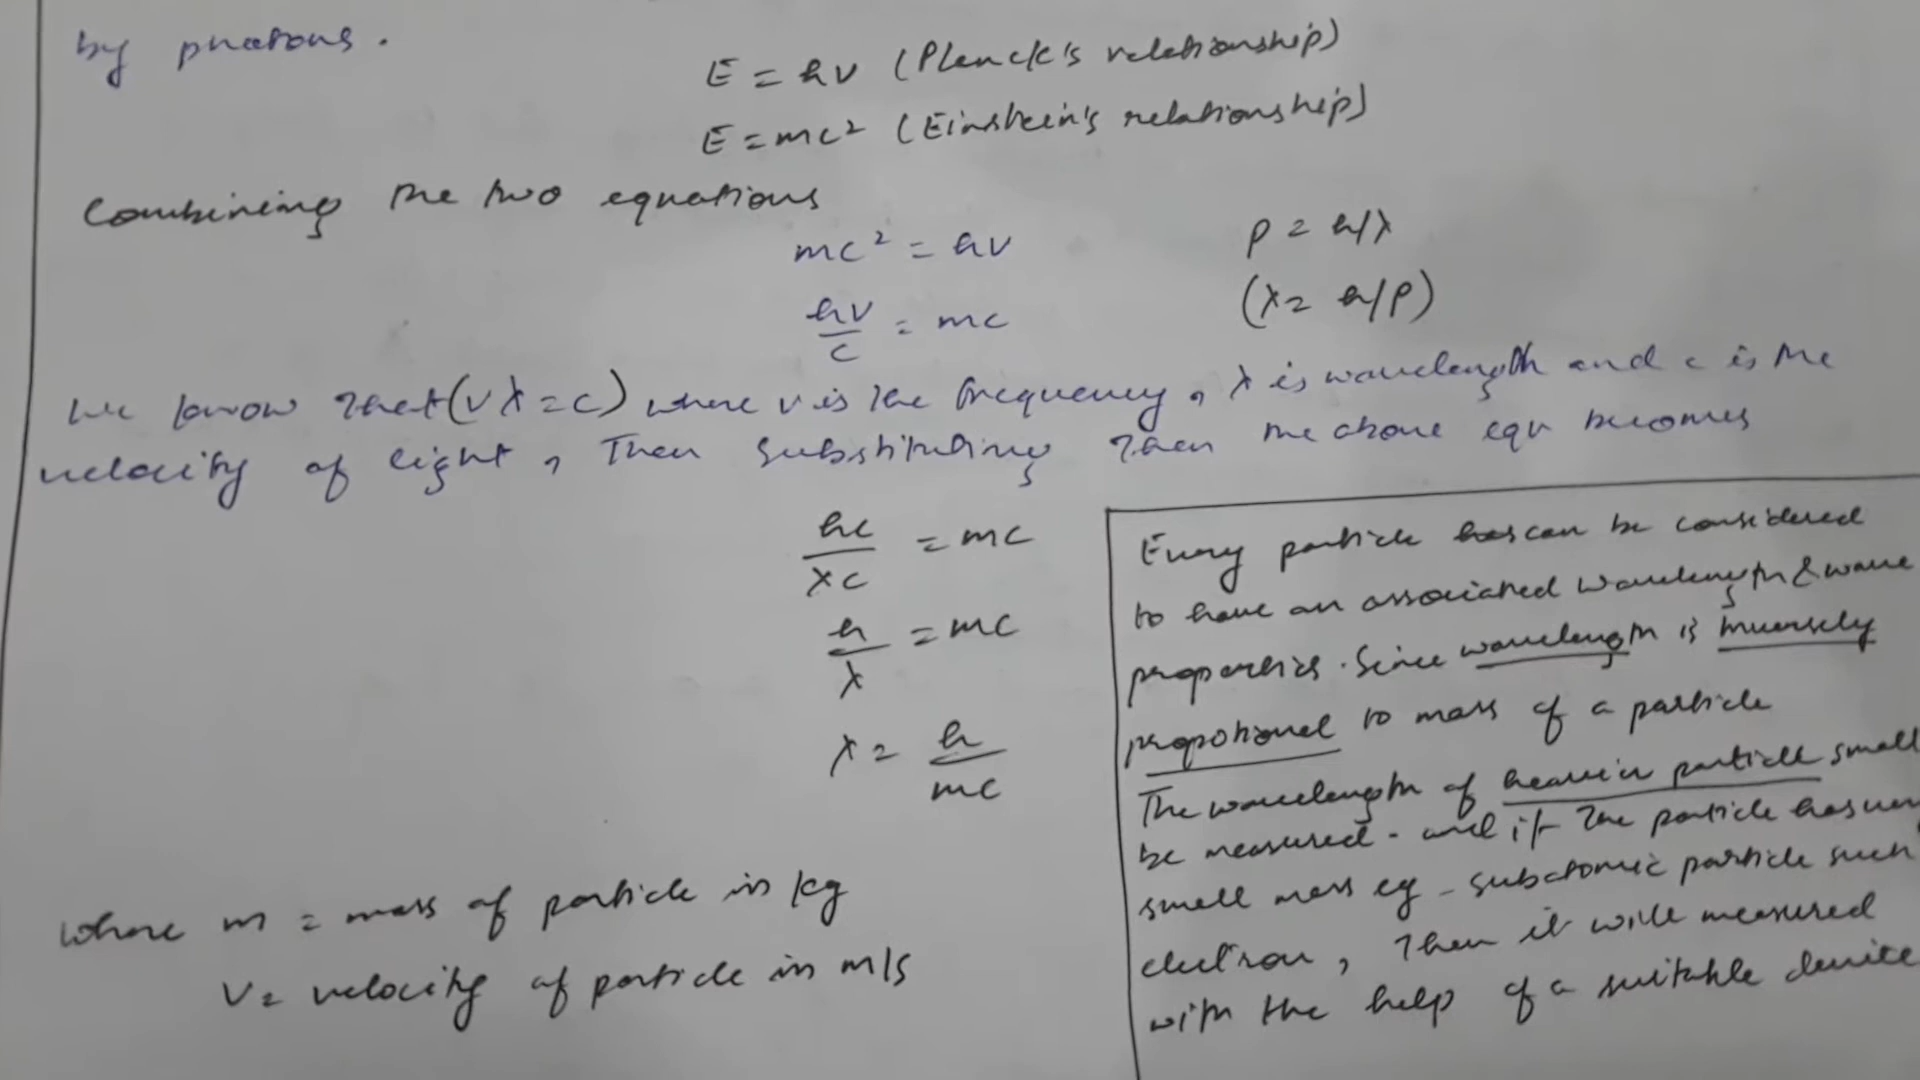 by photons.
E = hν (Planck's relationship)
E = mc² (Einstein's relationship)
Combining the two equations
mc² = hν
p = h/λ
hν/c = mc
(λ = h/p)
We know that (νλ = c) where ν is the frequency, λ is wavelength and c is the
velocity of light, Then substituting then the above eqn becomes
hc/λc = mc
h/λ = mc
λ = h/mc
where m = mass of particle in kg
V = velocity of particle in m/s
Every particle can be considered
to have an associated wavelength & wave
properties. Since wavelength is inversely
propotional to mass of a particle
The wavelength of heavier particle small
be measured - and if the particle has
small mass eg - subatomic particle such
electron, Then it will measured
with the help of a suitable device